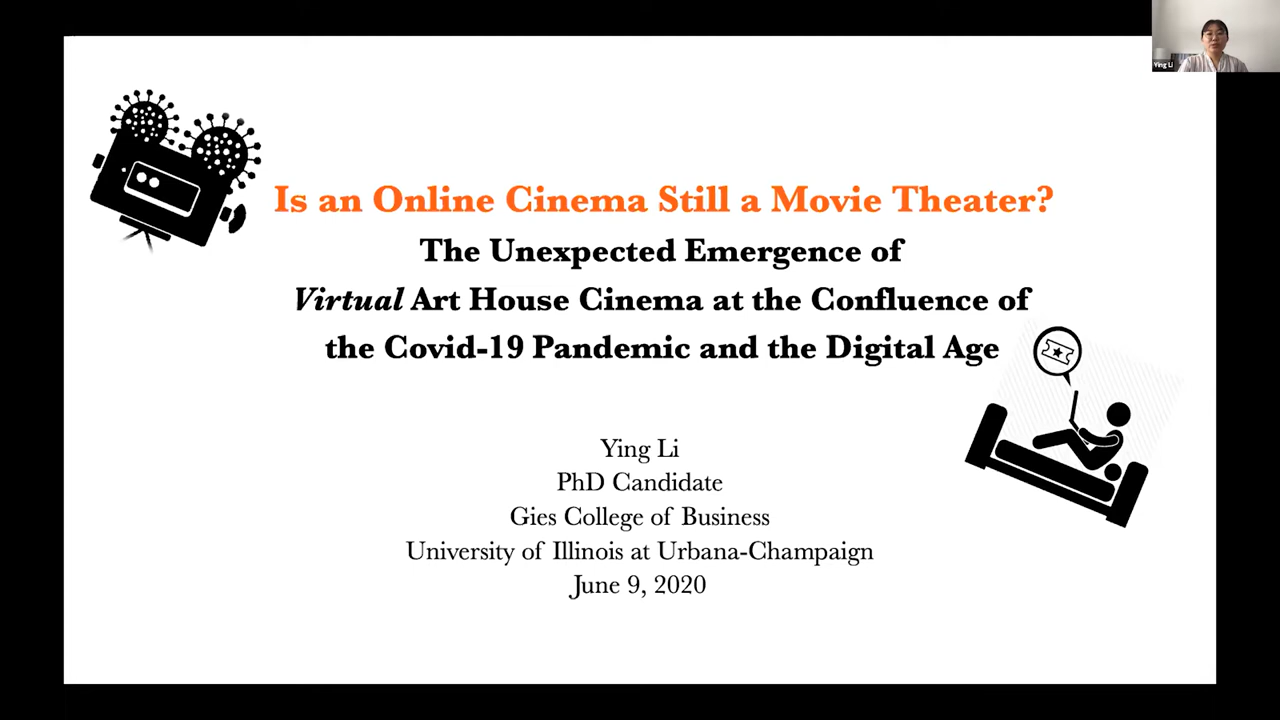 Ying Li
Is an Online Cinema Still a Movie Theater?
The Unexpected Emergence of
Virtual Art House Cinema at the Confluence of
the Covid-19 Pandemic and the Digital Age
Ying Li
PhD Candidate
Gies College of Business
University of Illinois at Urbana-Champaign
June 9, 2020